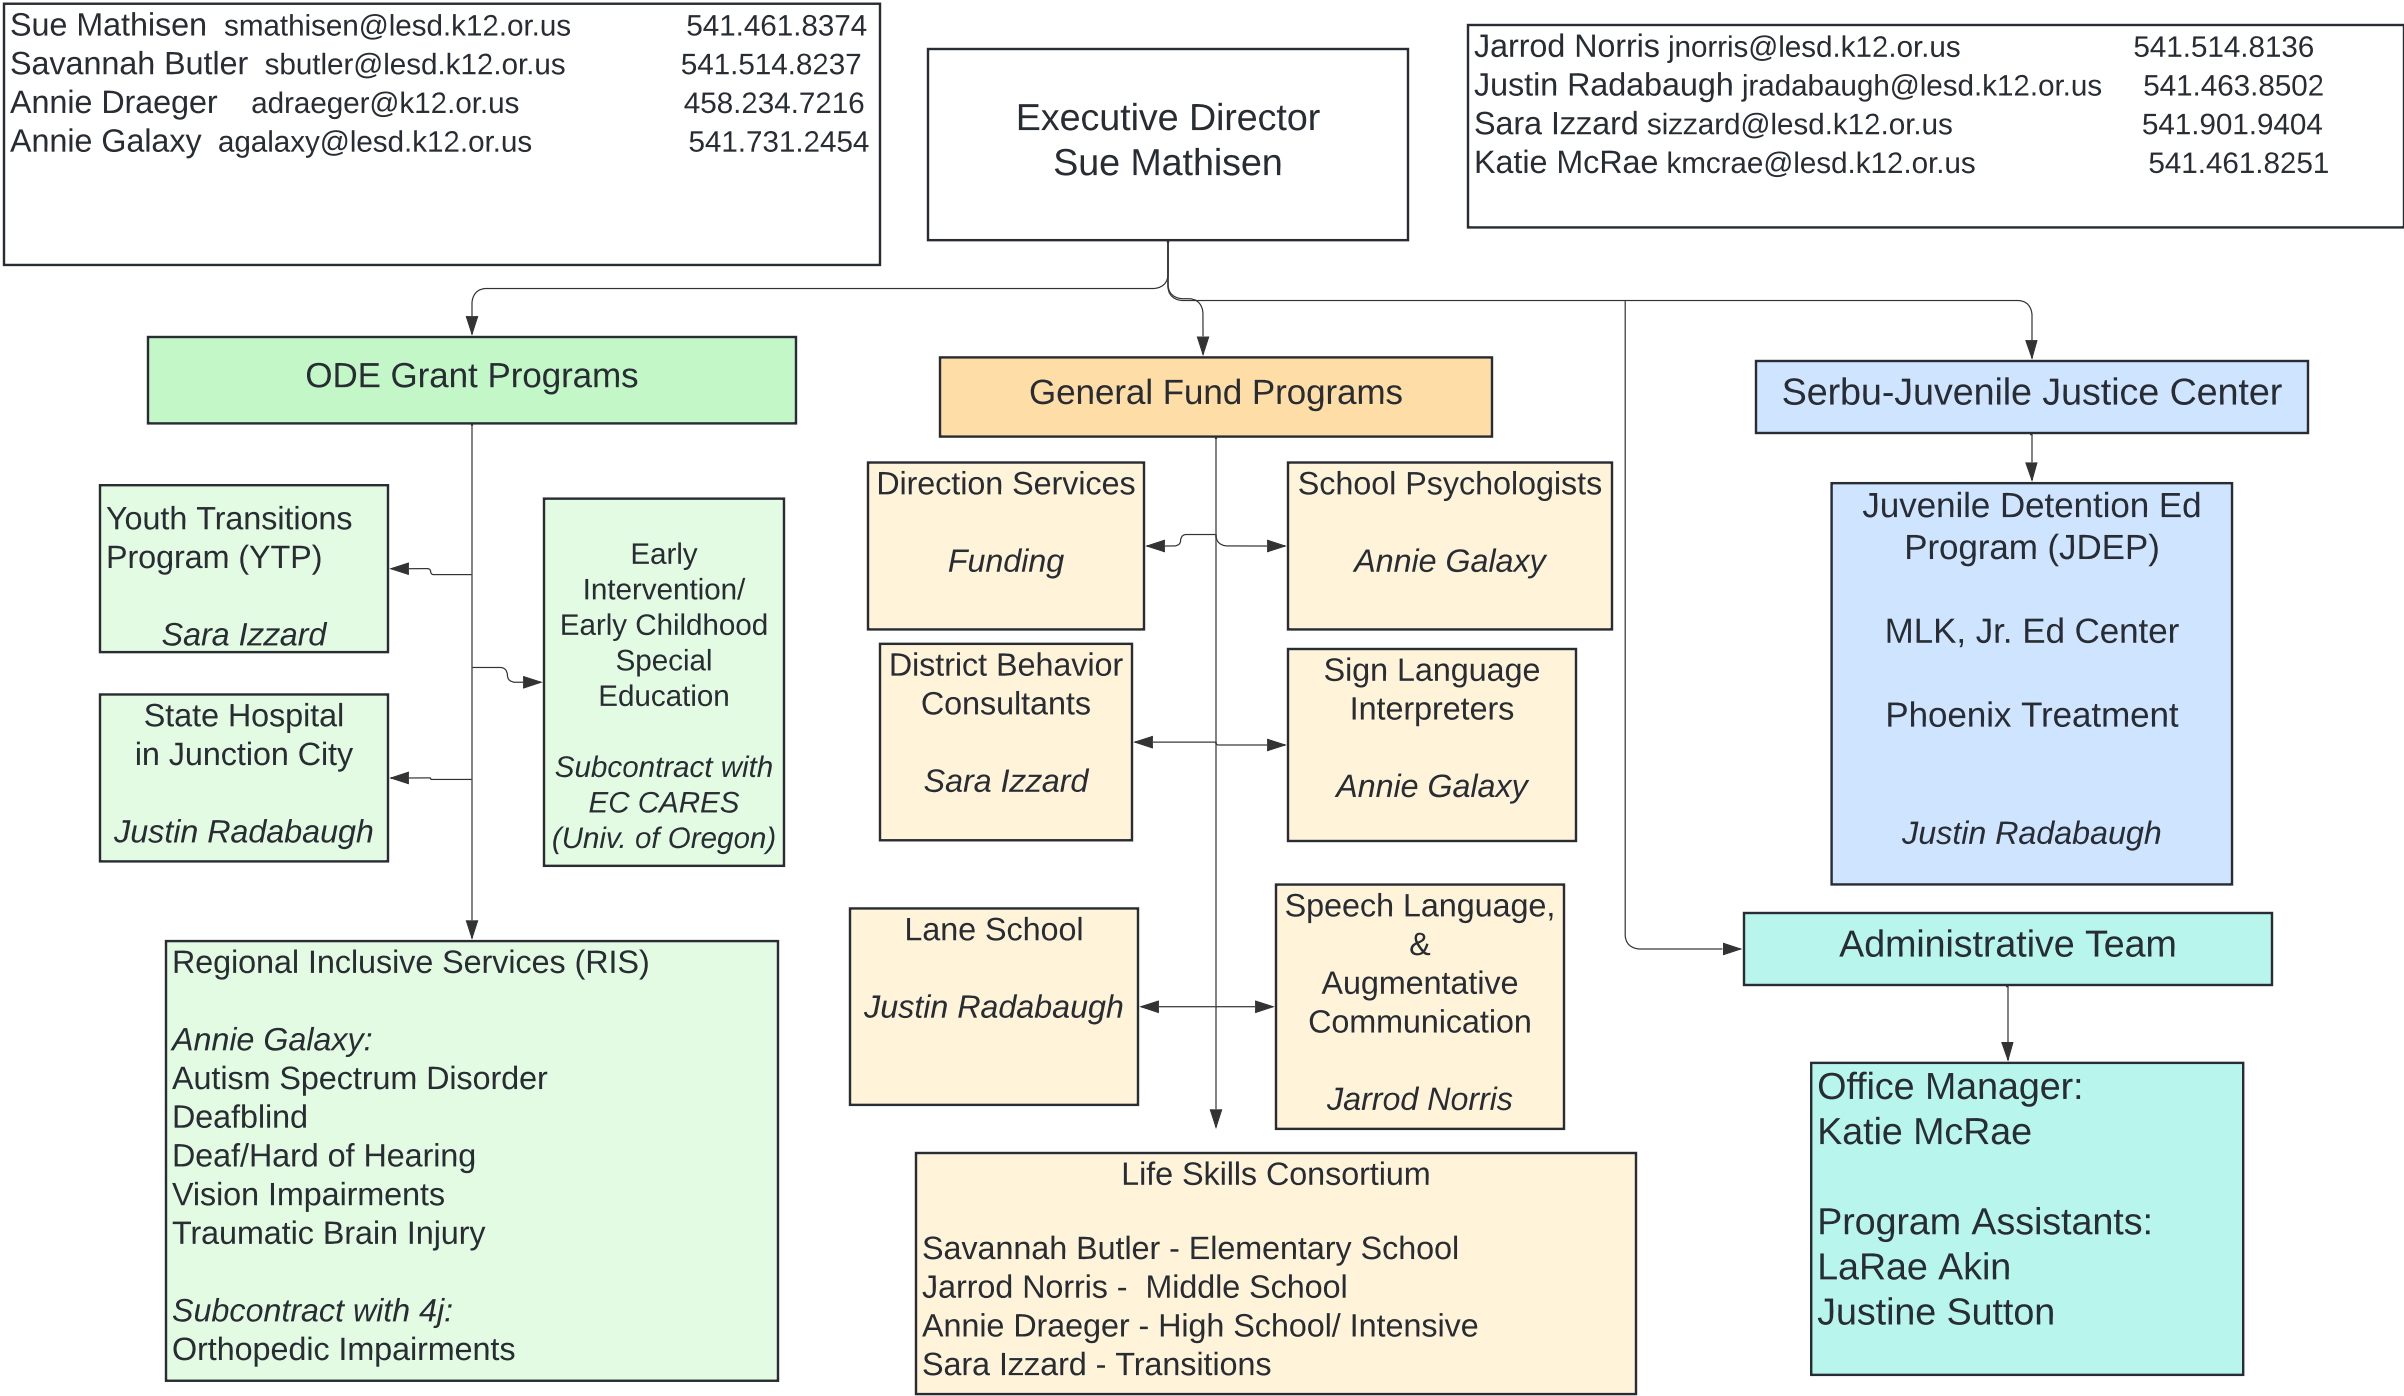 Sue Mathisen smathisen@lesd.k12.or.us 541.461.8374
Savannah Butler sbutler@lesd.k12.or.us 541.514.8237
Annie Draeger adraeger@k12.or.us 458.234.7216
Annie Galaxy agalaxy@lesd.k12.or.us 541.731.2454
Executive Director
Sue Mathisen
Jarrod Norris jnorris@lesd.k12.or.us 541.514.8136
Justin Radabaugh jradabaugh@lesd.k12.or.us 541.463.8502
Sara Izzard sizzard@lesd.k12.or.us 541.901.9404
Katie McRae kmcrae@lesd.k12.or.us 541.461.8251
ODE Grant Programs
Youth Transitions
Program (YTP)
Sara Izzard
Early
Intervention/
Early Childhood
Special
Education
Subcontract with
EC CARES
(Univ. of Oregon)
State Hospital
in Junction City
Justin Radabaugh
Regional Inclusive Services (RIS)
Annie Galaxy:
Autism Spectrum Disorder
Deafblind
Deaf/Hard of Hearing
Vision Impairments
Traumatic Brain Injury
Subcontract with 4j:
Orthopedic Impairments
General Fund Programs
Direction Services
Funding
School Psychologists
Annie Galaxy
District Behavior
Consultants
Sara Izzard
Sign Language
Interpreters
Annie Galaxy
Lane School
Justin Radabaugh
Speech Language,
&
Augmentative
Communication
Jarrod Norris
Life Skills Consortium
Savannah Butler - Elementary School
Jarrod Norris - Middle School
Annie Draeger - High School/ Intensive
Sara Izzard - Transitions
Serbu-Juvenile Justice Center
Juvenile Detention Ed
Program (JDEP)
MLK, Jr. Ed Center
Phoenix Treatment
Justin Radabaugh
Administrative Team
Office Manager:
Katie McRae
Program Assistants:
LaRae Akin
Justine Sutton